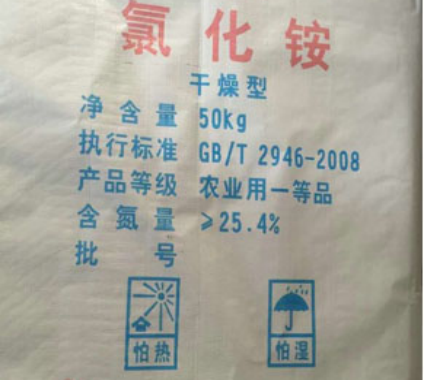 氯化铵
干燥型
净含量 50kg
执行标准 GB/T 2946-2008
产品等级 农业用一等品
含氮量 ≥25.4%
批号
怕热 怕湿